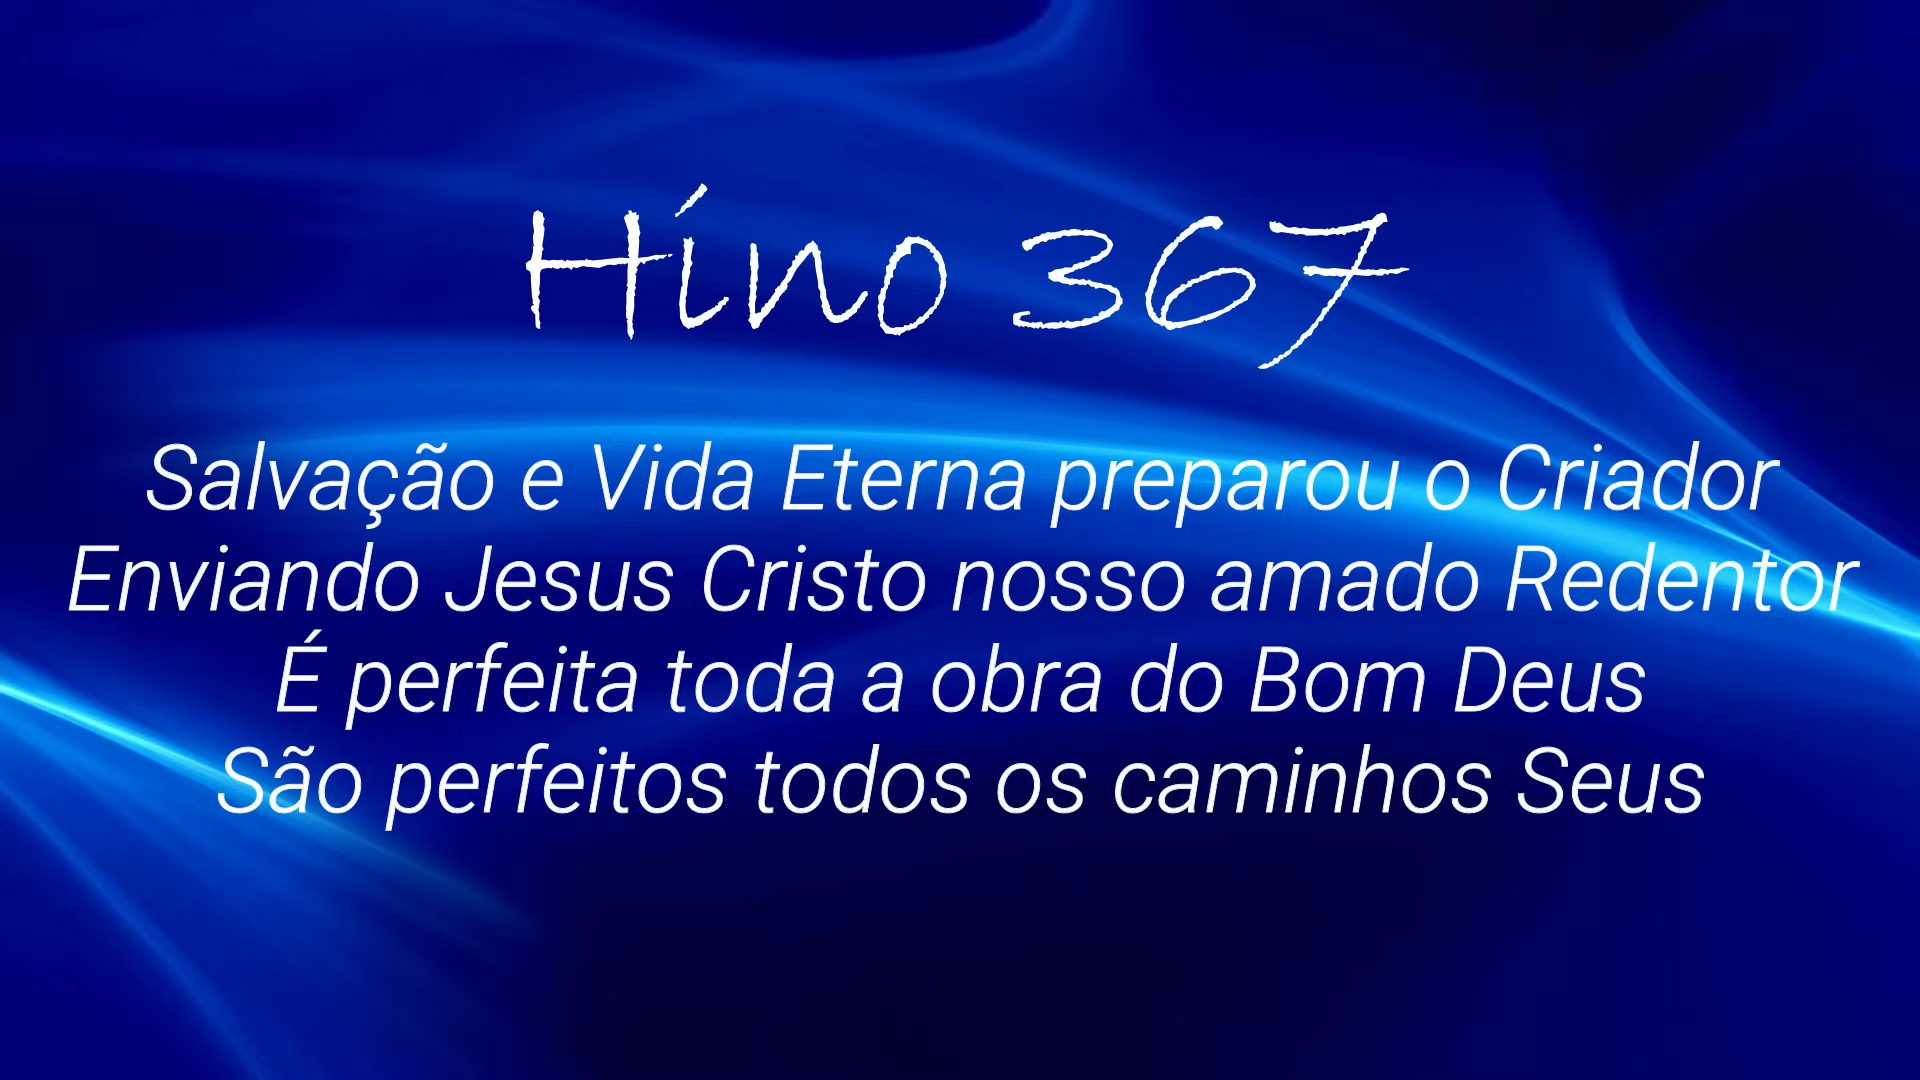 Hino 367
Salvação e Vida Eterna preparou o Criador
Enviando Jesus Cristo nosso amado Redentor
É perfeita toda a obra do Bom Deus
São perfeitos todos os caminhos Seus